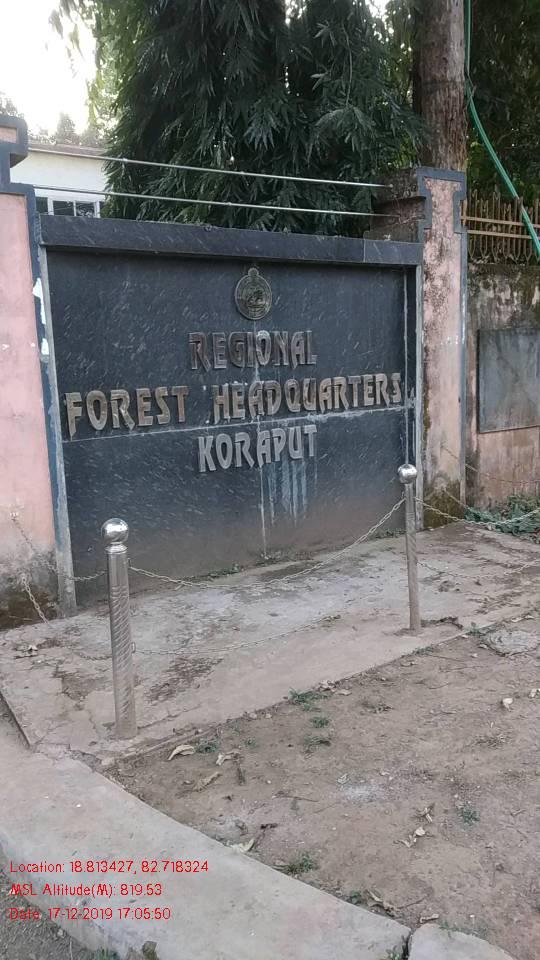 REGIONAL
FOREST HEADQUARTERS
KORAPUT
Location: 18.813427, 82.718324
MSL Altitude(M): 819.53
Date: 17-12-2019 17:05:50